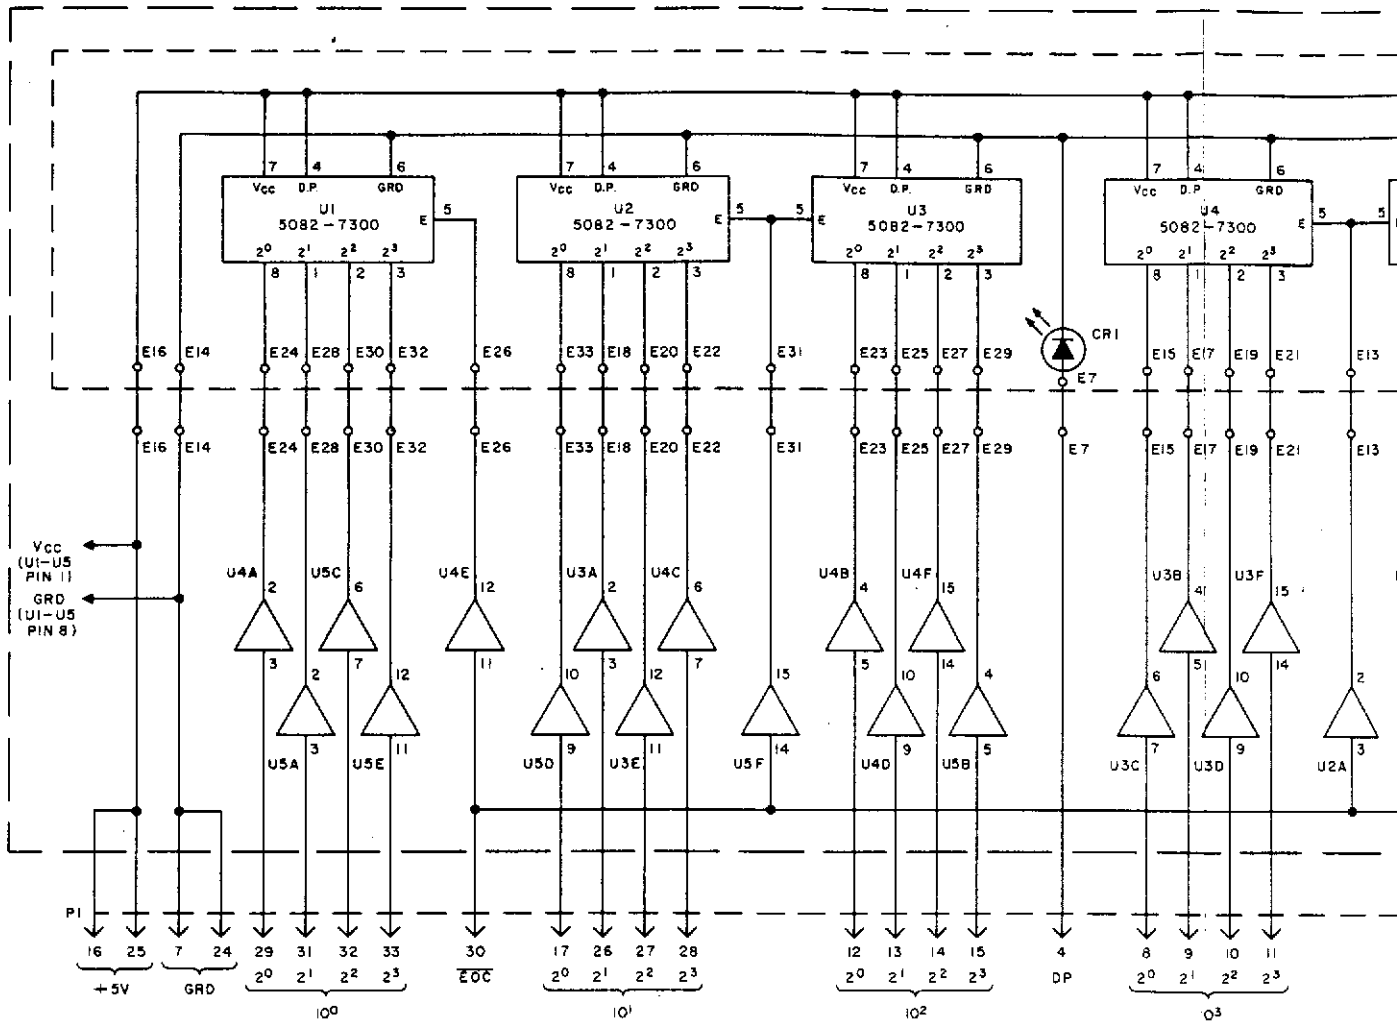 7 4 6 7 4 6 7 4 6 7 4 6
VCC D.P. GRD VCC D.P. GRD VCC D.P. GRD VCC D.P. GRD
U1 E 5 U2 E 5 5 E U3 U4 E 5 5
5082-7300 5082-7300 5082-7300 5082-7300
2⁰ 2¹ 2² 2³ 2⁰ 2¹ 2² 2³ 2⁰ 2¹ 2² 2³ 2⁰ 2¹ 2² 2³
8 1 2 3 8 1 2 3 8 1 2 3 8 1 2 3
CR1
E16 E14 E24 E28 E30 E32 E26 E33 E18 E20 E22 E31 E23 E25 E27 E29 E7 E15 E17 E19 E21 E13
E16 E14 E24 E28 E30 E32 E26 E33 E18 E20 E22 E31 E23 E25 E27 E29 E7 E15 E17 E19 E21 E13
VCC
(U1-U5
PIN 1)
GRD
(U1-U5
PIN 8)
U4A U5C U4E U3A U4C U4B U4F U3B U3F
2 6 12 2 6 4 15 4 15
3 7 11 3 7 5 14 5 14
2 12 10 12 15 10 4 6 10 2
3 11 9 11 14 9 5 7 9 3
U5A U5E U5D U3E U5F U4D U5B U3C U3D U2A
P1
16 25 7 24 29 31 32 33 30 17 26 27 28 12 13 14 15 4 8 9 10 11
+5V GRD 2⁰ 2¹ 2² 2³ E̅O̅C̅ 2⁰ 2¹ 2² 2³ 2⁰ 2¹ 2² 2³ DP 2⁰ 2¹ 2² 2³
10⁰ 10¹ 10² 10³